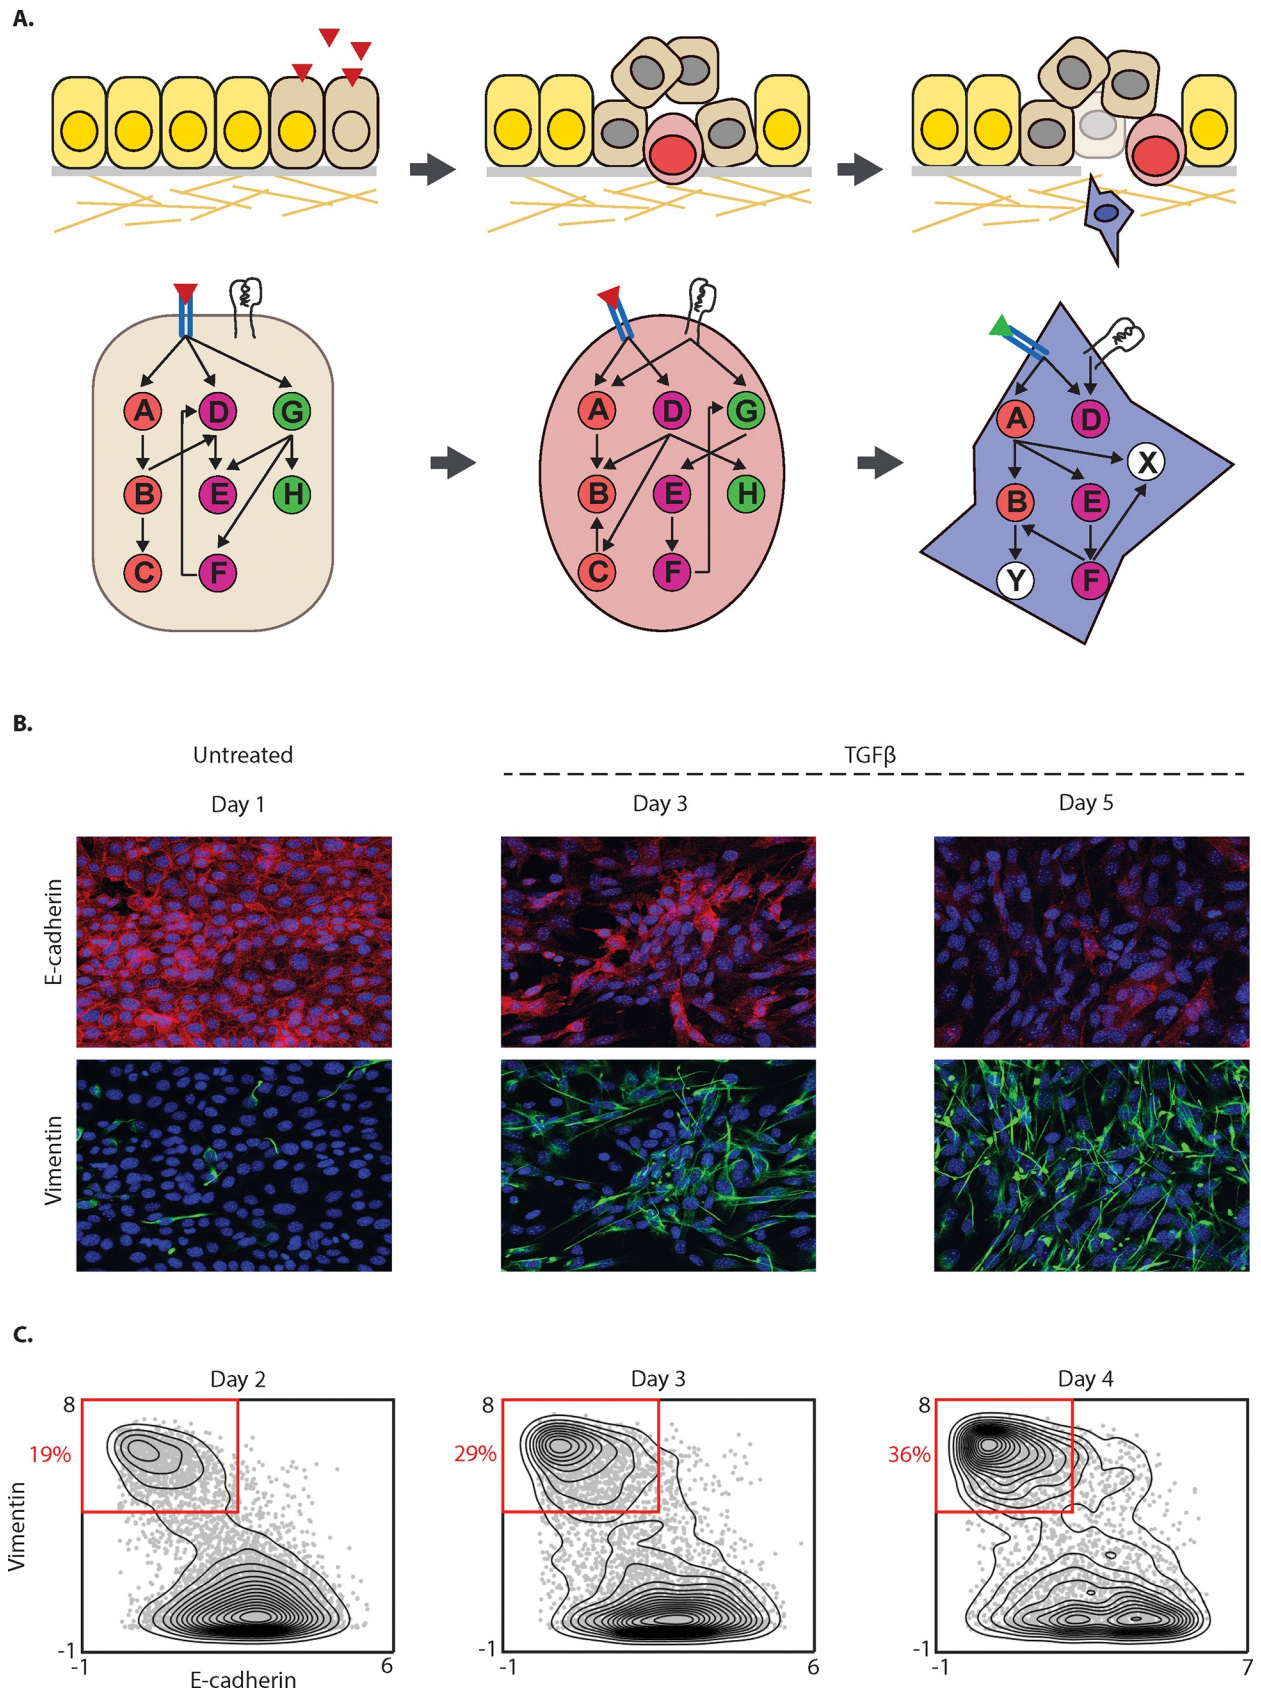 A.
A D G
B E H
C F
A D G
B E H
C F
A D
X
B E
Y F
B.
Untreated TGFβ
Day 1 Day 3 Day 5
E-cadherin
Vimentin
C.
Day 2 Day 3 Day 4
8 8 8
19% 29% 36%
Vimentin
-1 -1 -1
-1 6 -1 6 -1 7
E-cadherin